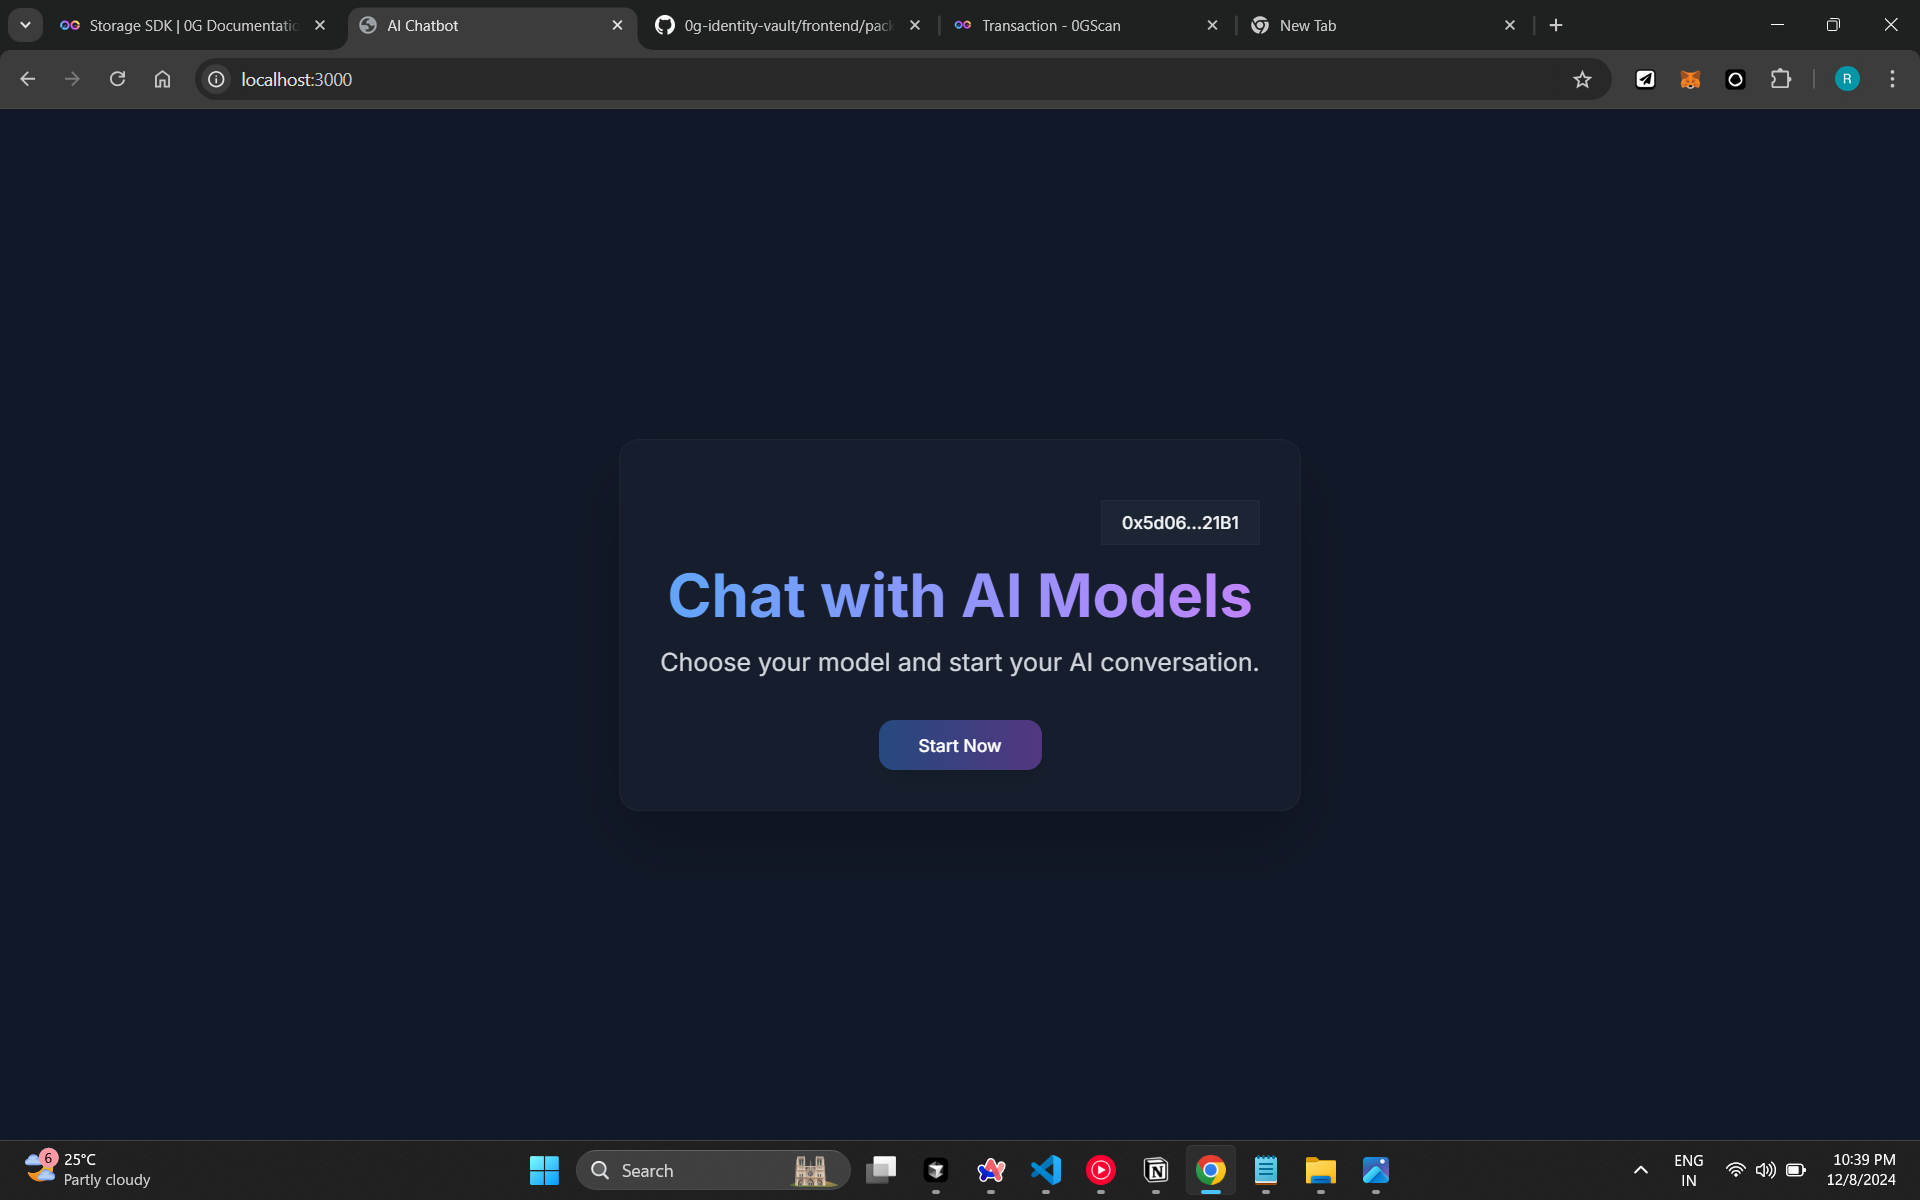 Storage SDK | 0G Documentatic
AI Chatbot
0g-identity-vault/frontend/pack
Transaction - 0GScan
New Tab
localhost:3000
R
0x5d06...21B1
Chat with AI Models
Choose your model and start your AI conversation.
Start Now
6
25°C
Partly cloudy
Search
ENG
IN
10:39 PM
12/8/2024